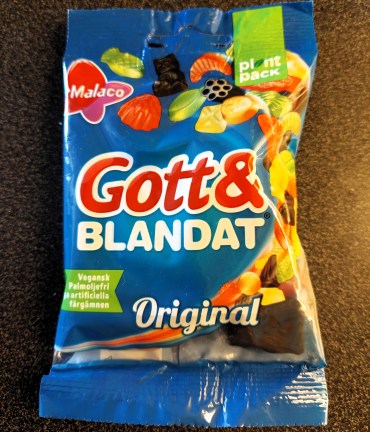 Malaco
plant
pack
Gott&
BLANDAT
Vegansk
Palmoljefri
artificiella
färgämnen
Original